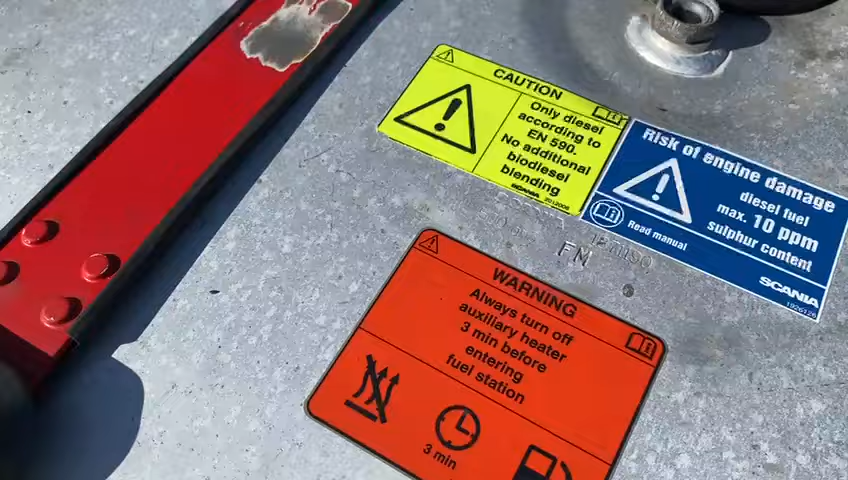 CAUTION
Only diesel
according to
EN 590.
No additional
biodiesel
blending
SCANIA
Risk of engine damage
diesel fuel
max. 10 ppm
sulphur content
Read manual
SCANIA
1926126
FM
WARNING
Always turn off
auxiliary heater
3 min before
entering
fuel station
3 min